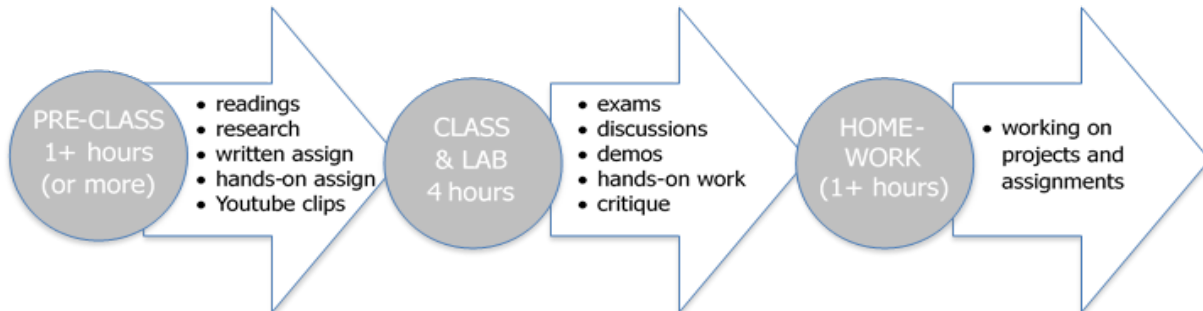 PRE-CLASS
1+ hours
(or more)
• readings
• research
• written assign
• hands-on assign
• Youtube clips
CLASS
& LAB
4 hours
• exams
• discussions
• demos
• hands-on work
• critique
HOME-
WORK
(1+ hours)
• working on
projects and
assignments